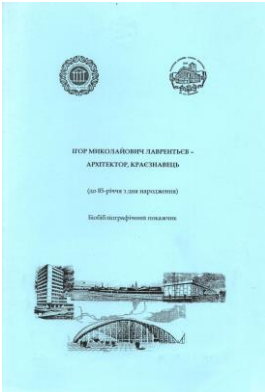 ІГОР МИКОЛАЙОВИЧ ЛАВРЕНТЬЄВ –
АРХІТЕКТОР, КРАЄЗНАВЕЦЬ
(до 85-річчя з дня народження)
Біобібліографічний покажчик